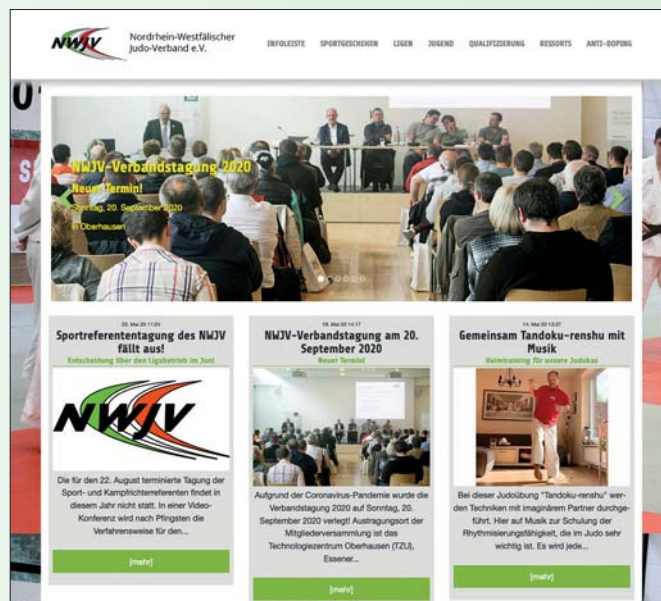 NWJV
Nordrhein-Westfälischer
Judo-Verband e.V.
INFOLEISTE SPORTGESCHEHEN LIGEN JUGEND QUALIFIZIERUNG RESSORTS ANTI-DOPING
NWJV-Verbandstagung 2020
Neuer Termin!
Sonntag, 20. September 2020
in Oberhausen
20. Mai 20 11:24
Sportreferententagung des NWJV
fällt aus!
Entscheidung über den Ligabetrieb im Juni
NWJV
Die für den 22. August terminierte Tagung der
Sport- und Kampfrichterreferenten findet in
diesem Jahr nicht statt. In einer Video-
Konferenz wird nach Pfingsten die
Verfahrensweise für den...
[mehr]
NWJV-Verbandstagung am 20.
September 2020
Neuer Termin!
Aufgrund der Coronavirus-Pandemie wurde die
Verbandstagung 2020 auf Sonntag, 20.
September 2020 verlegt! Austragungsort der
Mitgliederversammlung ist das
Technologiezentrum Oberhausen (TZU),
Essener...
[mehr]
Gemeinsam Tandoku-renshu mit
Musik
Heimtraining für unsere Judokas
Bei dieser Judoübung "Tandoku-renshu" wer-
den Techniken mit imaginärem Partner durchge-
führt. Hier auf Musik zur Schulung der
Rhythmisierungsfähigkeit, die im Judo sehr
wichtig ist. Es wird jede...
[mehr]